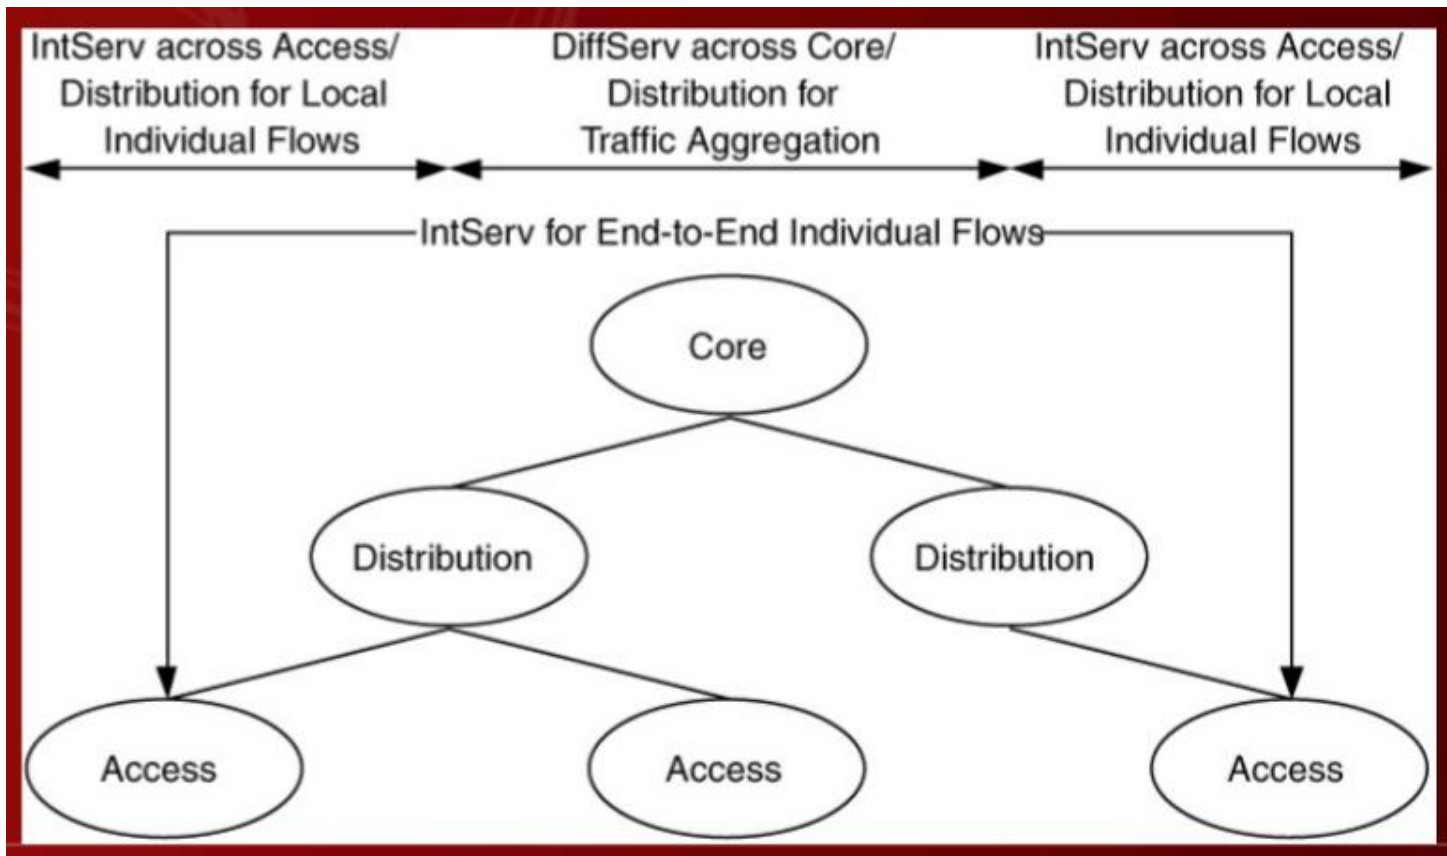 IntServ across Access/
Distribution for Local
Individual Flows
DiffServ across Core/
Distribution for
Traffic Aggregation
IntServ across Access/
Distribution for Local
Individual Flows
IntServ for End-to-End Individual Flows
Core
Distribution
Distribution
Access
Access
Access